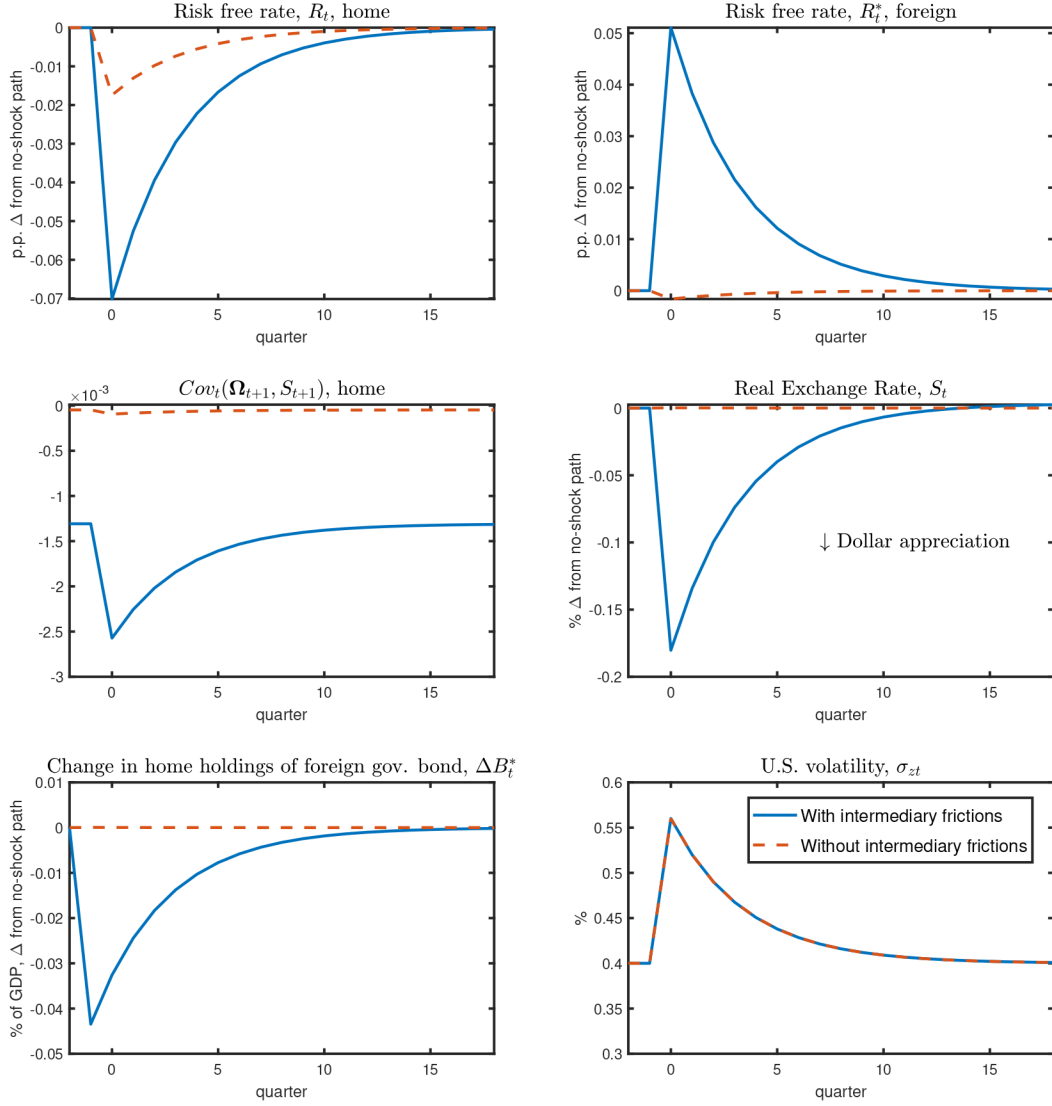 Risk free rate, R_t, home
0
-0.01
-0.02
-0.03
-0.04
-0.05
-0.06
-0.07
p.p. Δ from no-shock path
0 5 10 15
quarter
Risk free rate, R_t^*, foreign
0.05
0.04
0.03
0.02
0.01
0
p.p. Δ from no-shock path
0 5 10 15
quarter
Cov_t(Ω_{t+1}, S_{t+1}), home
×10^{-3}
0
-0.5
-1
-1.5
-2
-2.5
-3
0 5 10 15
quarter
Real Exchange Rate, S_t
0
-0.05
-0.1
-0.15
-0.2
% Δ from no-shock path
↓ Dollar appreciation
0 5 10 15
quarter
Change in home holdings of foreign gov. bond, ΔB_t^*
0.01
0
-0.01
-0.02
-0.03
-0.04
-0.05
% of GDP, Δ from no-shock path
0 5 10 15
quarter
U.S. volatility, σ_{zt}
0.6
0.55
0.5
0.45
0.4
0.35
0.3
%
With intermediary frictions
Without intermediary frictions
0 5 10 15
quarter